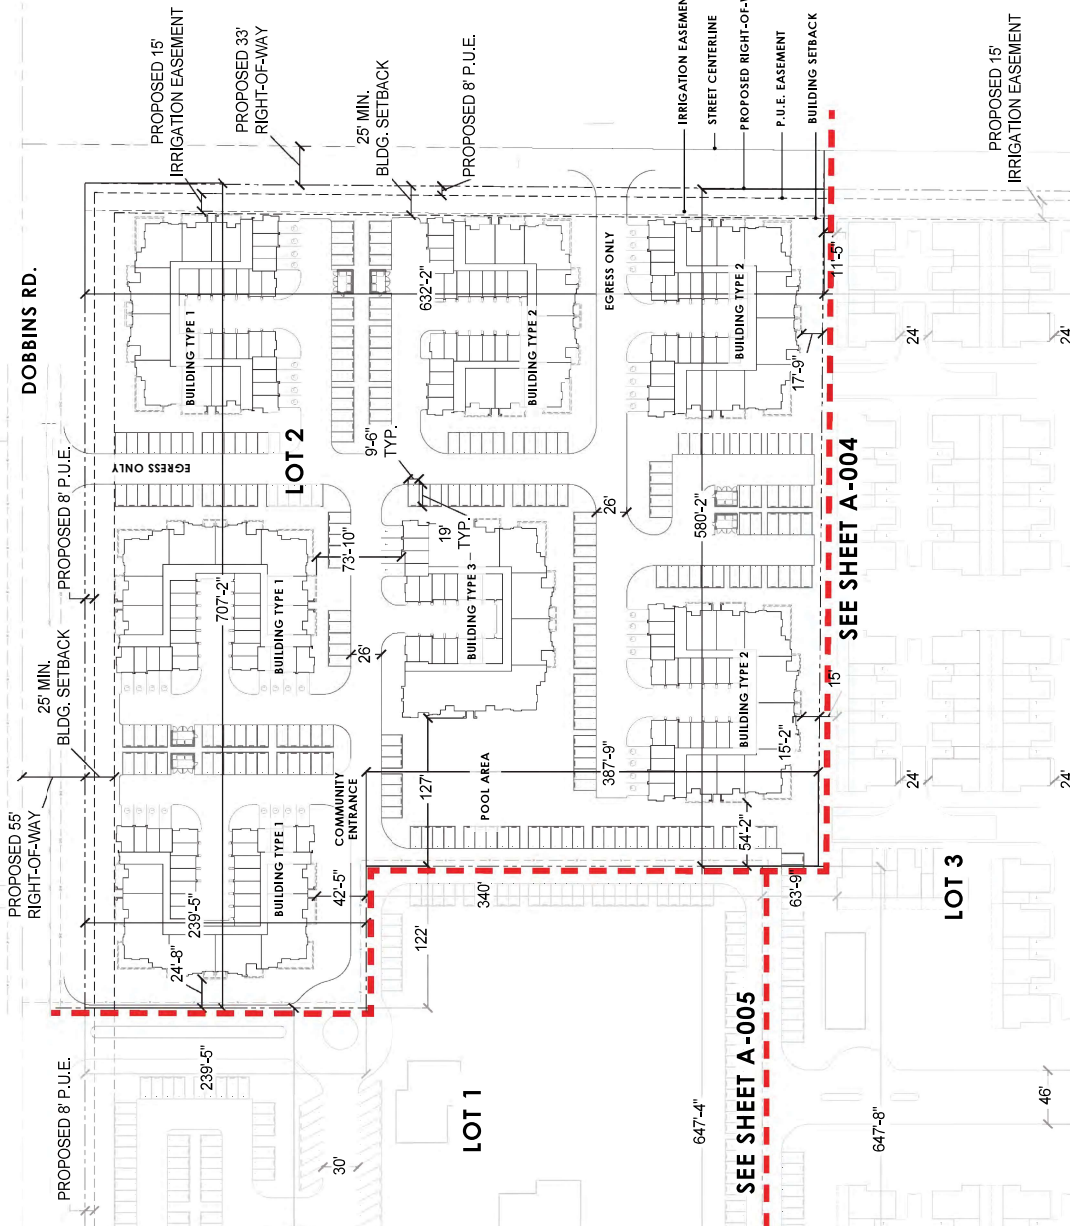 DOBBINS RD.
PROPOSED 15'
IRRIGATION EASEMENT
PROPOSED 33'
RIGHT-OF-WAY
25' MIN.
BLDG. SETBACK
PROPOSED 8' P.U.E.
IRRIGATION EASEMEN
STREET CENTERLINE
PROPOSED RIGHT-OF-W
P.U.E. EASEMENT
BUILDING SETBACK
PROPOSED 15'
IRRIGATION EASEMENT
BUILDING TYPE 1
632'-2"
BUILDING TYPE 2
EGRESS ONLY
BUILDING TYPE 2
11'-5"
17'-9"
24'
24'
PROPOSED 8' P.U.E.
EGRESS ONLY
LOT 2
9'-6"
TYP.
19'
TYP.
26'
580'-2"
SEE SHEET A-004
25' MIN.
BLDG. SETBACK
707'-2"
BUILDING TYPE 1
73'-10"
26'
BUILDING TYPE 3
BUILDING TYPE 2
15'
15'-2"
PROPOSED 55'
RIGHT-OF-WAY
239'-5"
24'-8"
BUILDING TYPE 1
COMMUNITY
ENTRANCE
42'-5"
127'
POOL AREA
387'-9"
54'-2"
24'
24'
122'
340'
63'-9"
LOT 3
PROPOSED 8' P.U.E.
239'-5"
30'
LOT 1
647'-4"
SEE SHEET A-005
647'-8"
46'